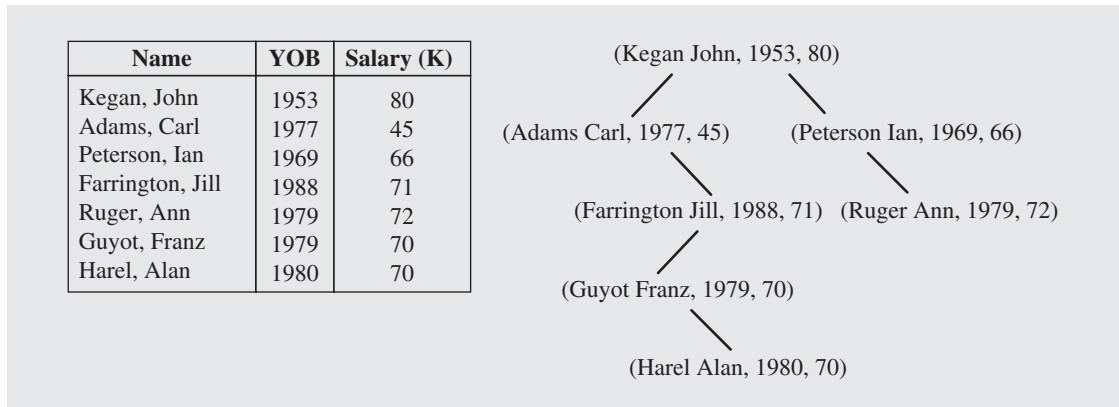 Name YOB Salary (K)
Kegan, John 1953 80
Adams, Carl 1977 45
Peterson, Ian 1969 66
Farrington, Jill 1988 71
Ruger, Ann 1979 72
Guyot, Franz 1979 70
Harel, Alan 1980 70
(Kegan John, 1953, 80)
(Adams Carl, 1977, 45) (Peterson Ian, 1969, 66)
(Farrington Jill, 1988, 71) (Ruger Ann, 1979, 72)
(Guyot Franz, 1979, 70)
(Harel Alan, 1980, 70)